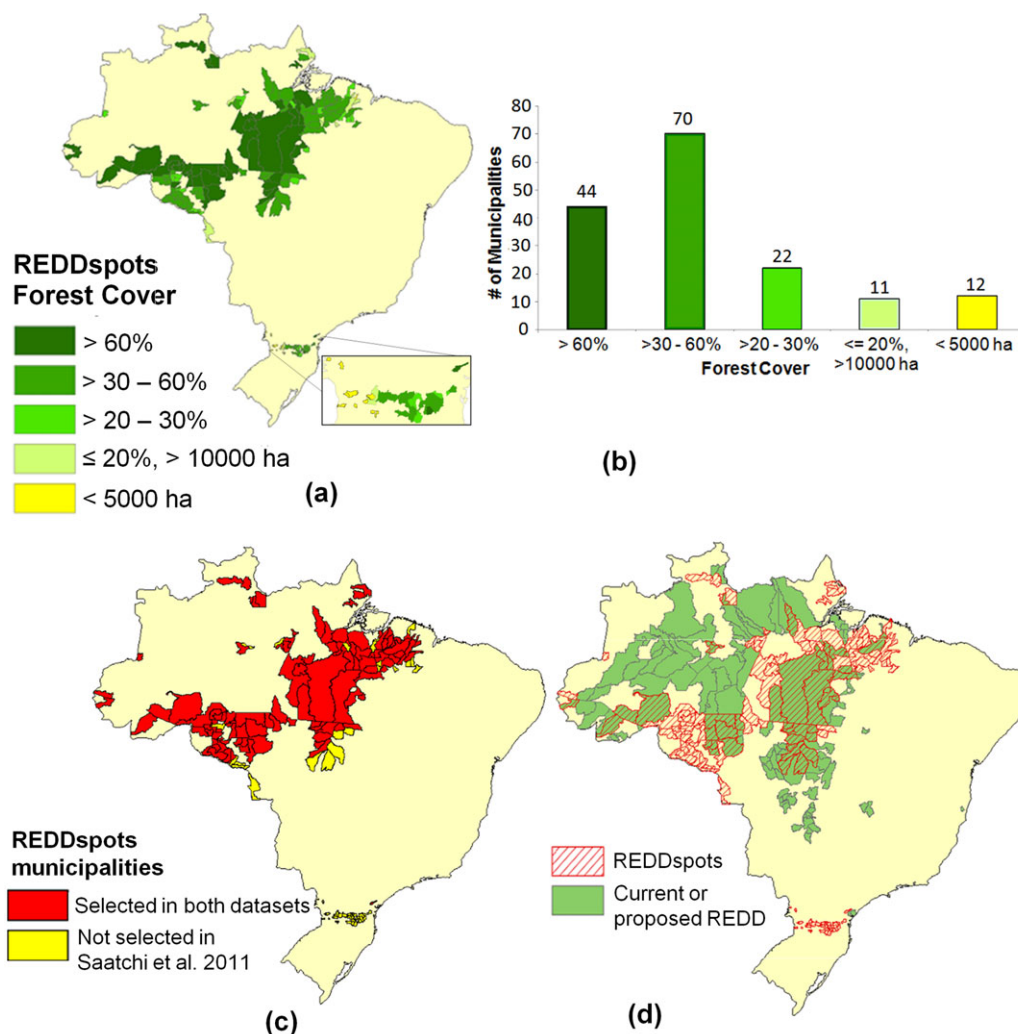 REDDspots
Forest Cover
> 60%
> 30 – 60%
> 20 – 30%
≤ 20%, > 10000 ha
< 5000 ha
(a)
# of Municipalities
80
70
60
50
40
30
20
10
0
44
70
22
11
12
> 60%
>30 - 60%
>20 - 30%
<= 20%,
>10000 ha
< 5000 ha
Forest Cover
(b)
REDDspots
municipalities
Selected in both datasets
Not selected in
Saatchi et al. 2011
(c)
REDDspots
Current or
proposed REDD
(d)